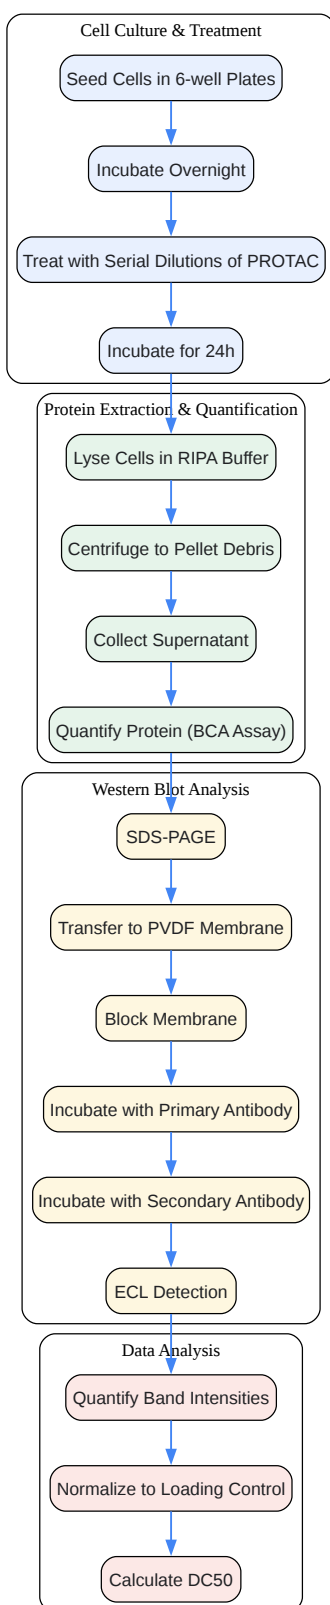 Cell Culture & Treatment
Seed Cells in 6-well Plates
Incubate Overnight
Treat with Serial Dilutions of PROTAC
Incubate for 24h
Protein Extraction & Quantification
Lyse Cells in RIPA Buffer
Centrifuge to Pellet Debris
Collect Supernatant
Quantify Protein (BCA Assay)
Western Blot Analysis
SDS-PAGE
Transfer to PVDF Membrane
Block Membrane
Incubate with Primary Antibody
Incubate with Secondary Antibody
ECL Detection
Data Analysis
Quantify Band Intensities
Normalize to Loading Control
Calculate DC50